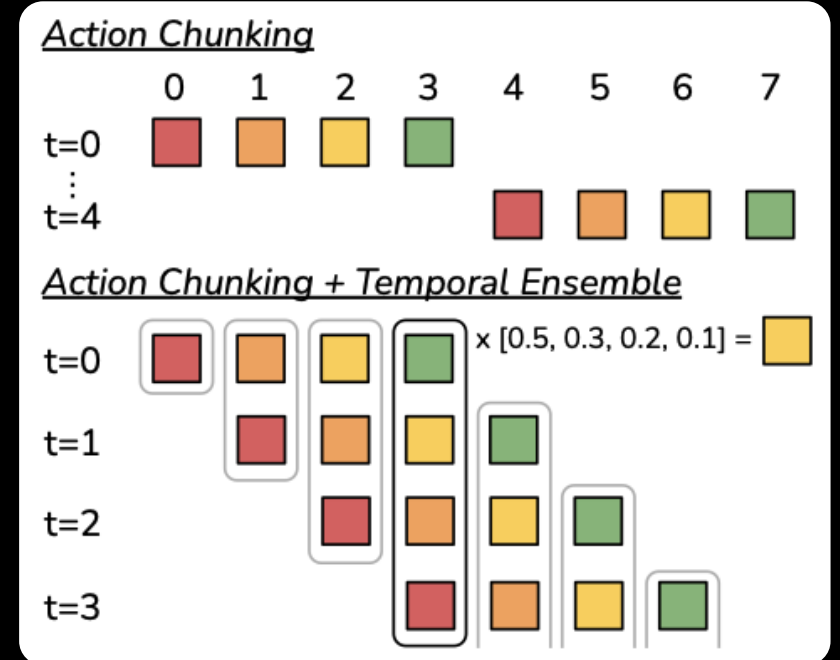 Action Chunking
0 1 2 3 4 5 6 7
t=0
⋮
t=4
Action Chunking + Temporal Ensemble
t=0 x [0.5, 0.3, 0.2, 0.1] =
t=1
t=2
t=3